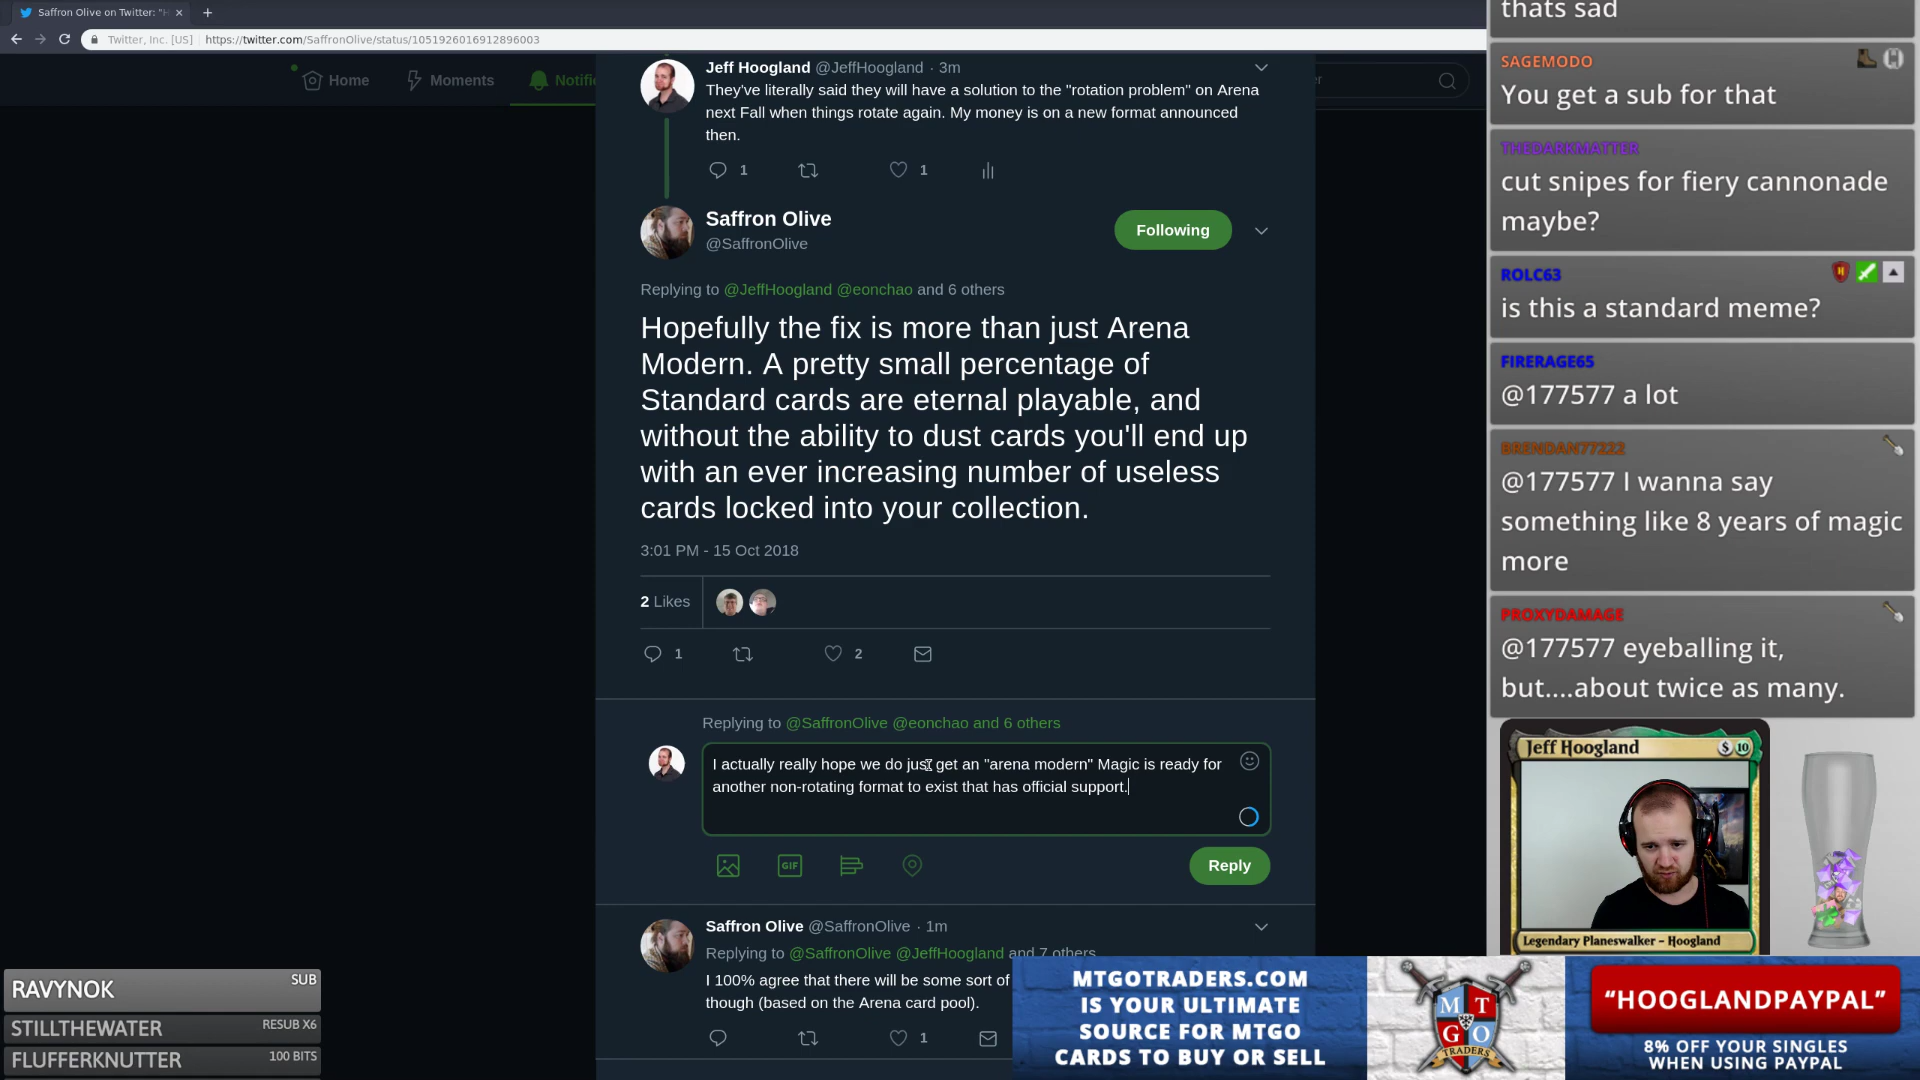 Saffron Olive on Twitter: "H
Twitter, Inc. [US] https://twitter.com/SaffronOlive/status/1051926016912896003
Home
Moments
Notifi
er
Jeff Hoogland @JeffHoogland · 3m
They've literally said they will have a solution to the "rotation problem" on Arena
next Fall when things rotate again. My money is on a new format announced
then.
1
1
Saffron Olive
@SaffronOlive
Following
Replying to @JeffHoogland @eonchao and 6 others
Hopefully the fix is more than just Arena
Modern. A pretty small percentage of
Standard cards are eternal playable, and
without the ability to dust cards you'll end up
with an ever increasing number of useless
cards locked into your collection.
3:01 PM - 15 Oct 2018
2 Likes
1
2
Replying to @SaffronOlive @eonchao and 6 others
I actually really hope we do just get an "arena modern" Magic is ready for
another non-rotating format to exist that has official support.
GIF
Reply
Saffron Olive @SaffronOlive · 1m
Replying to @SaffronOlive @JeffHoogland and 7 others
I 100% agree that there will be some sort of
though (based on the Arena card pool).
1
thats sad
SAGEMODO
You get a sub for that
THEDARKMATTER
cut snipes for fiery cannonade
maybe?
ROLC63
is this a standard meme?
FIRERAGE65
@177577 a lot
BRENDAN77222
@177577 I wanna say
something like 8 years of magic
more
PROXYDAMAGE
@177577 eyeballing it,
but....about twice as many.
Jeff Hoogland
$ 10
Legendary Planeswalker – Hoogland
RAVYNOK SUB
STILLTHEWATER RESUB X6
FLUFFERKNUTTER 100 BITS
MTGOTRADERS.COM
IS YOUR ULTIMATE
SOURCE FOR MTGO
CARDS TO BUY OR SELL
M T
G O
TRADERS
"HOOGLANDPAYPAL"
8% OFF YOUR SINGLES
WHEN USING PAYPAL